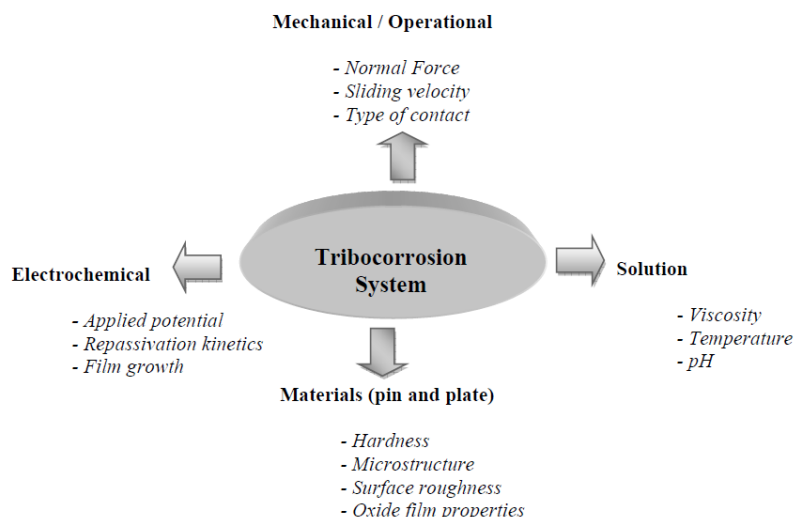 Mechanical / Operational
- Normal Force
- Sliding velocity
- Type of contact
Tribocorrosion
System
Electrochemical
- Applied potential
- Repassivation kinetics
- Film growth
Solution
- Viscosity
- Temperature
- pH
Materials (pin and plate)
- Hardness
- Microstructure
- Surface roughness
- Oxide film properties